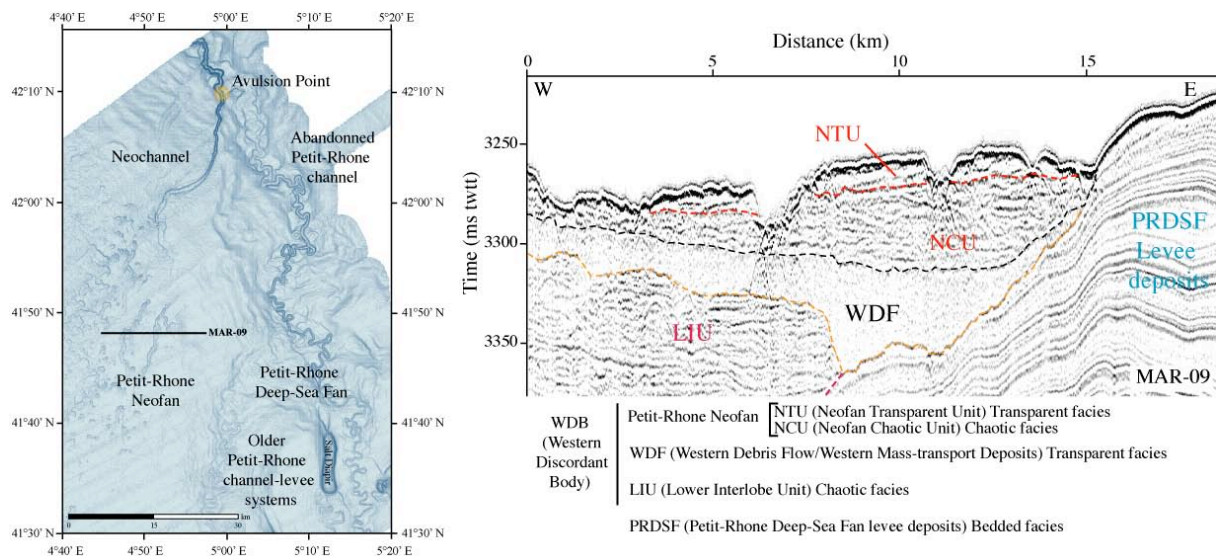 4°40' E
4°50' E
5°00' E
5°10' E
5°20' E
42°10' N
42°00' N
41°50' N
41°40' N
41°30' N
Avulsion Point
Neochannel
Abandonned
Petit-Rhone
channel
42°10' N
42°00' N
41°50' N
41°40' N
41°30' N
MAR-09
Petit-Rhone
Neofan
Petit-Rhone
Deep-Sea Fan
Older
Petit-Rhone
channel-levee
systems
Salt Diapir
km
0
15
30
4°40' E
4°50' E
5°00' E
5°10' E
5°20' E
Distance (km)
0
5
10
15
W
E
Time (ms twtt)
3250
3300
3350
NTU
NCU
PRDSF
Levee
deposits
WDF
LIU
MAR-09
WDB
(Western
Discordant
Body)
Petit-Rhone Neofan
NTU (Neofan Transparent Unit) Transparent facies
NCU (Neofan Chaotic Unit) Chaotic facies
WDF (Western Debris Flow/Western Mass-transport Deposits) Transparent facies
LIU (Lower Interlobe Unit) Chaotic facies
PRDSF (Petit-Rhone Deep-Sea Fan levee deposits) Bedded facies